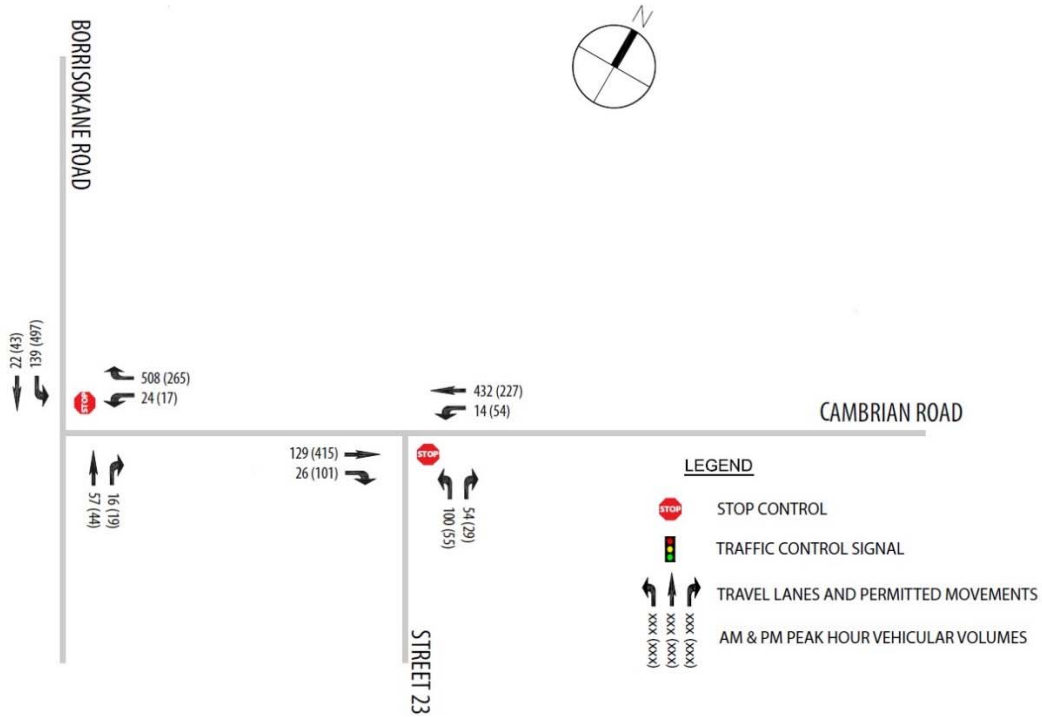 N
BORRISOKANE ROAD
22 (43)
139 (497)
508 (265)
24 (17)
STOP
432 (227)
14 (54)
CAMBRIAN ROAD
57 (44)
16 (19)
129 (415)
26 (101)
STOP
100 (55)
54 (29)
STREET 23
LEGEND
STOP
STOP CONTROL
TRAFFIC CONTROL SIGNAL
TRAVEL LANES AND PERMITTED MOVEMENTS
xxx (xxx)
xxx (xxx)
xxx (xxx)
AM & PM PEAK HOUR VEHICULAR VOLUMES